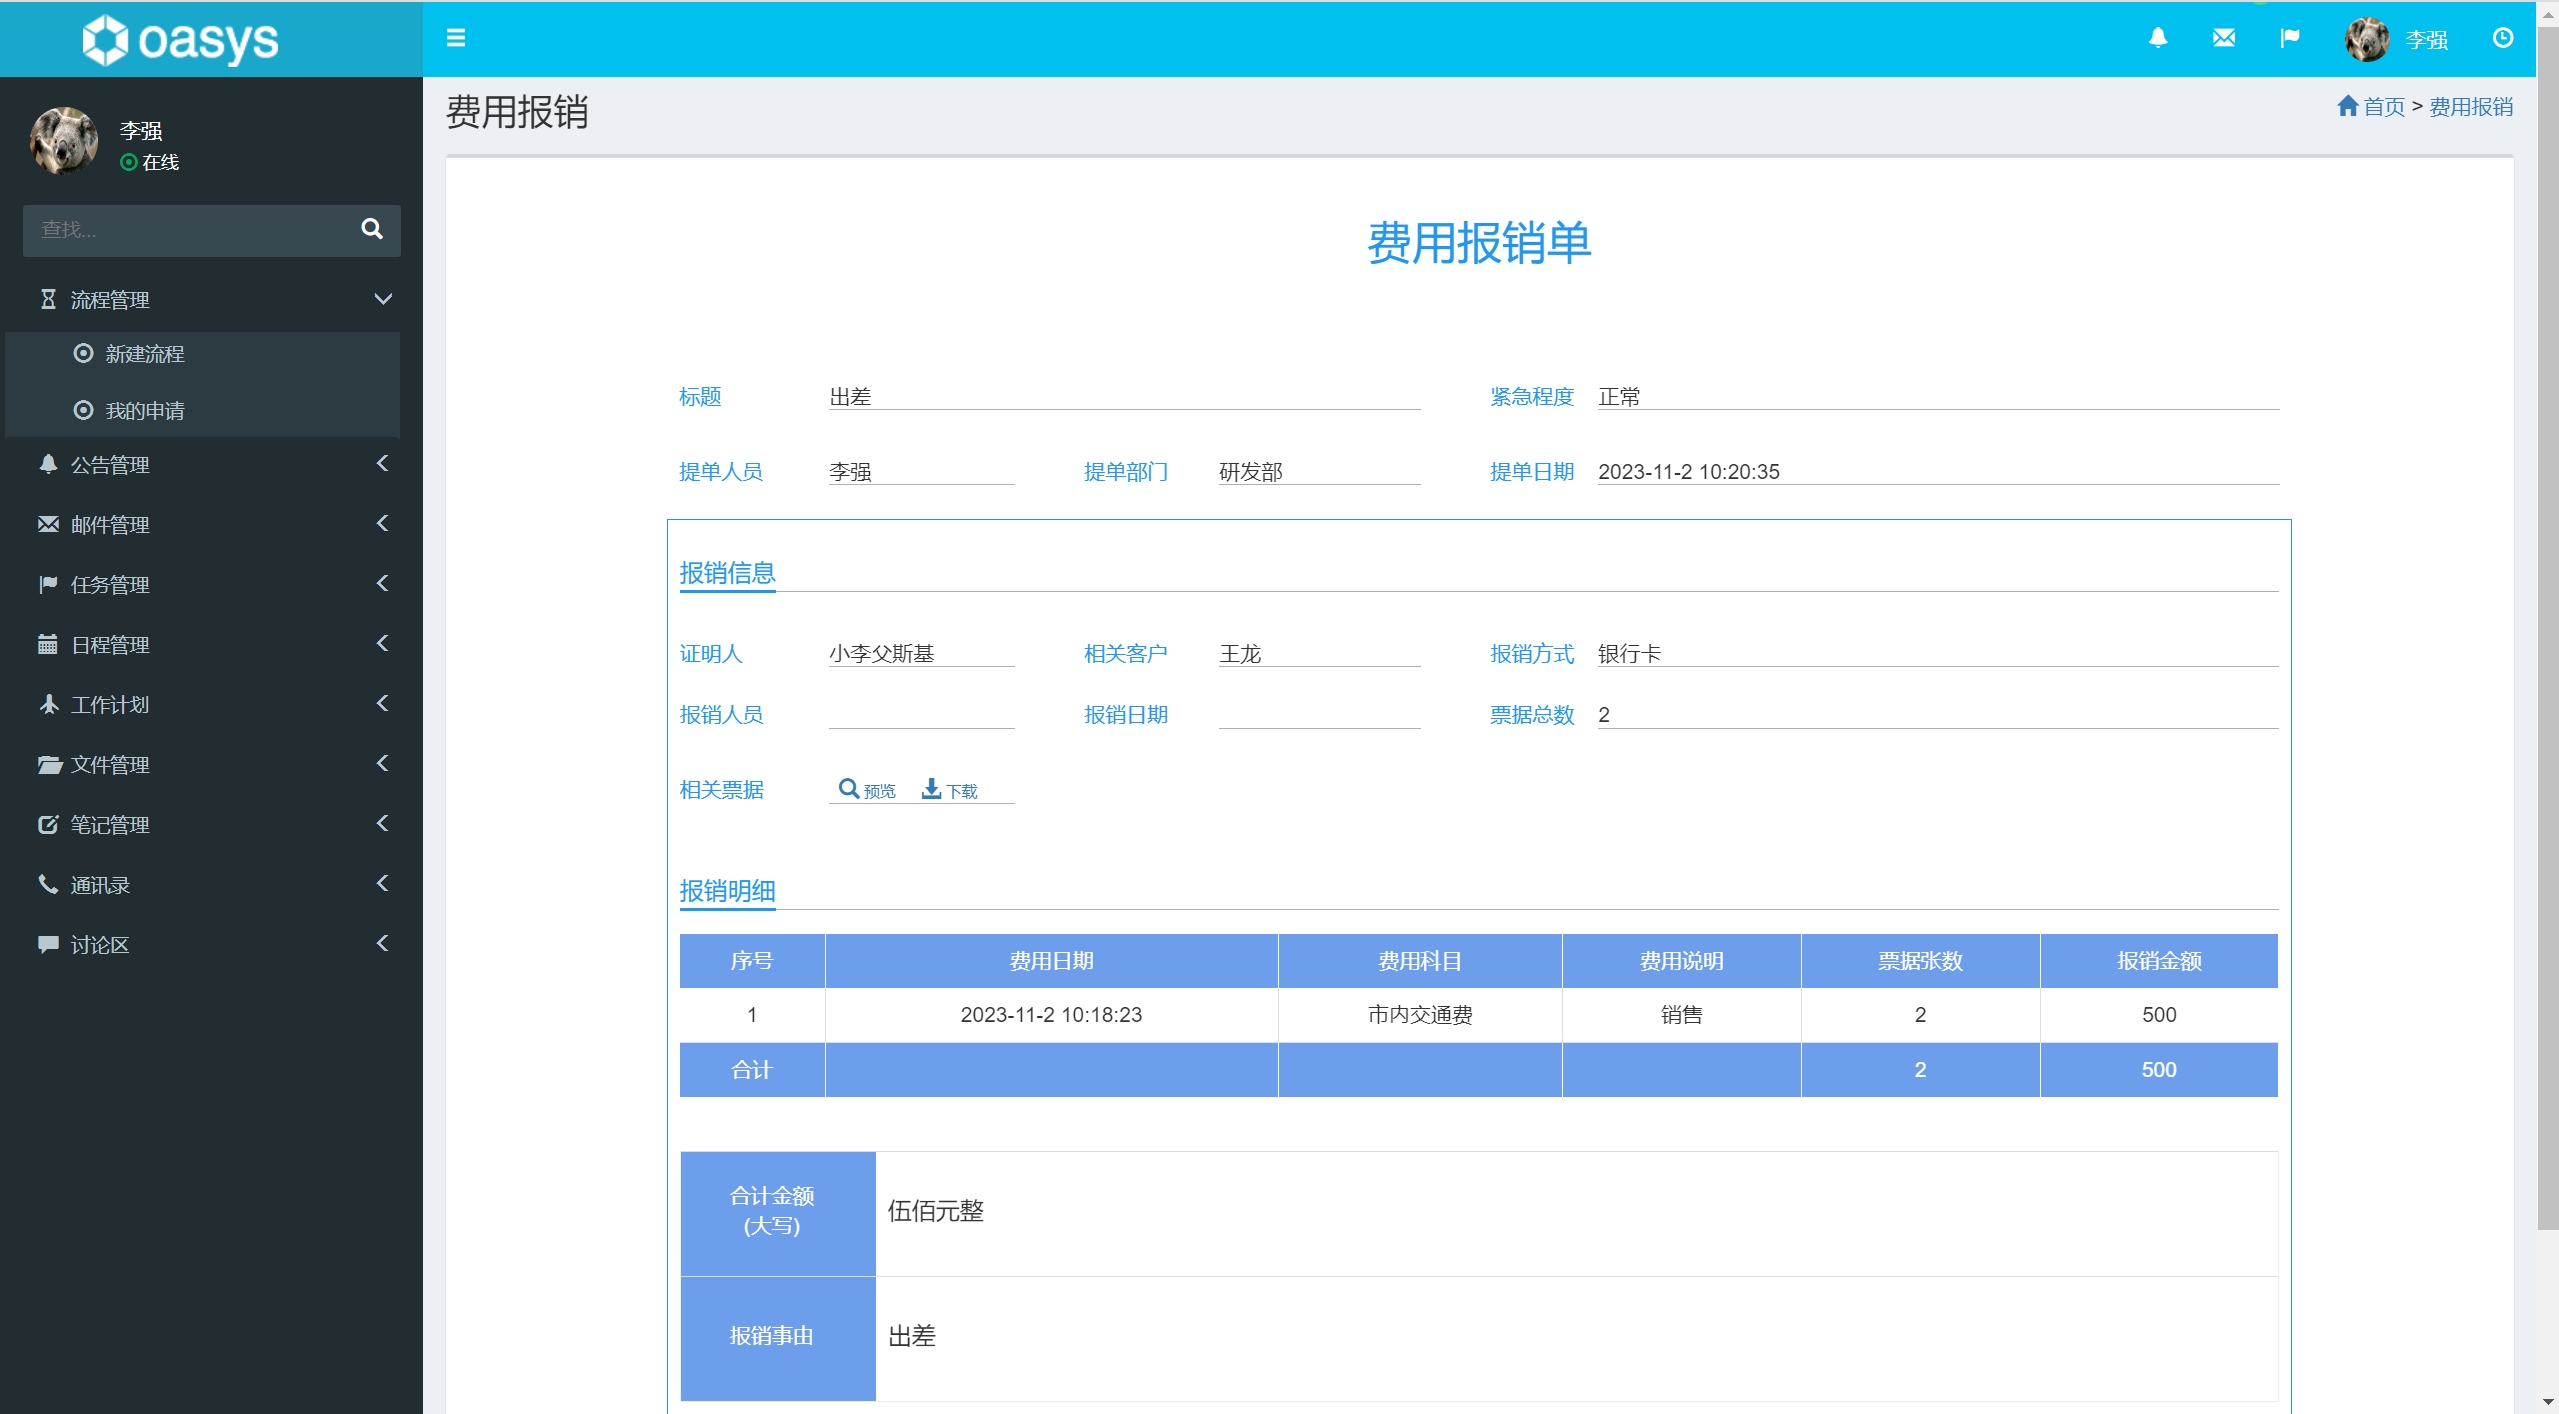 oasys
李强
李强
在线
查找...
流程管理
新建流程
我的申请
公告管理
邮件管理
任务管理
日程管理
工作计划
文件管理
笔记管理
通讯录
讨论区
费用报销
首页 > 费用报销
费用报销单
标题 出差 紧急程度 正常
提单人员 李强 提单部门 研发部 提单日期 2023-11-2 10:20:35
报销信息
证明人 小李父斯基 相关客户 王龙 报销方式 银行卡
报销人员 报销日期 票据总数 2
相关票据 预览 下载
报销明细
序号 费用日期 费用科目 费用说明 票据张数 报销金额
1 2023-11-2 10:18:23 市内交通费 销售 2 500
合计 2 500
合计金额
(大写)
伍佰元整
报销事由 出差